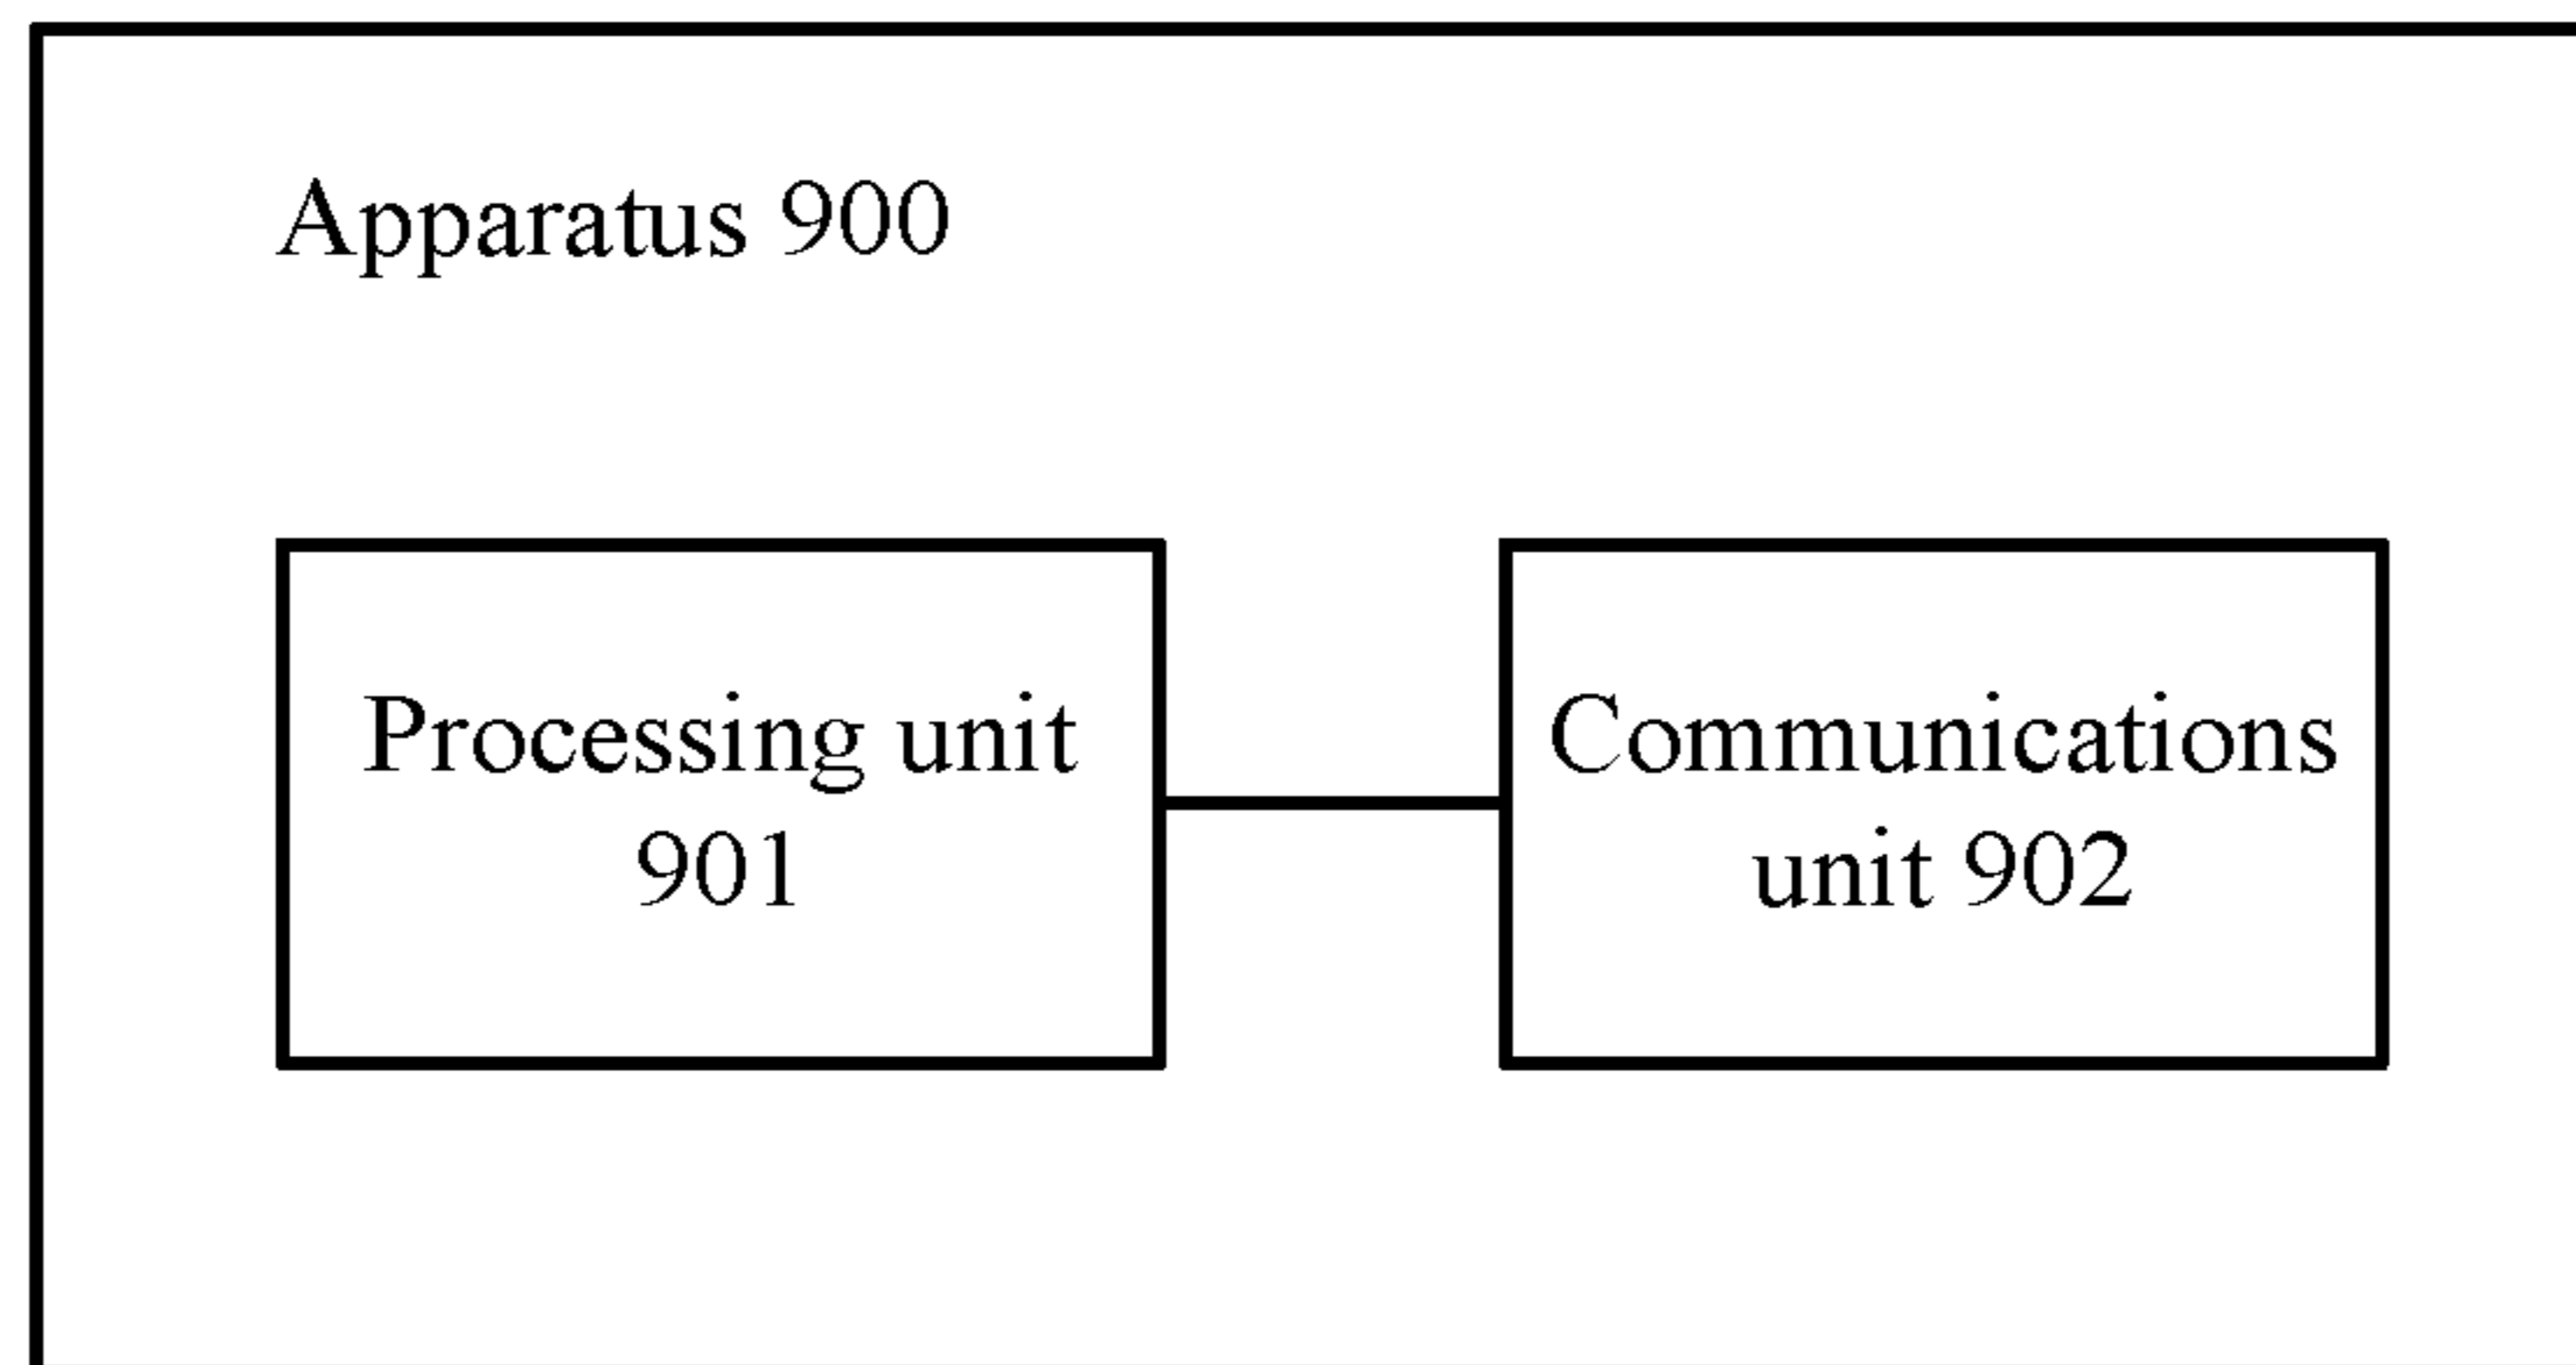 Apparatus 900
Processing unit
901
Communications
unit 902